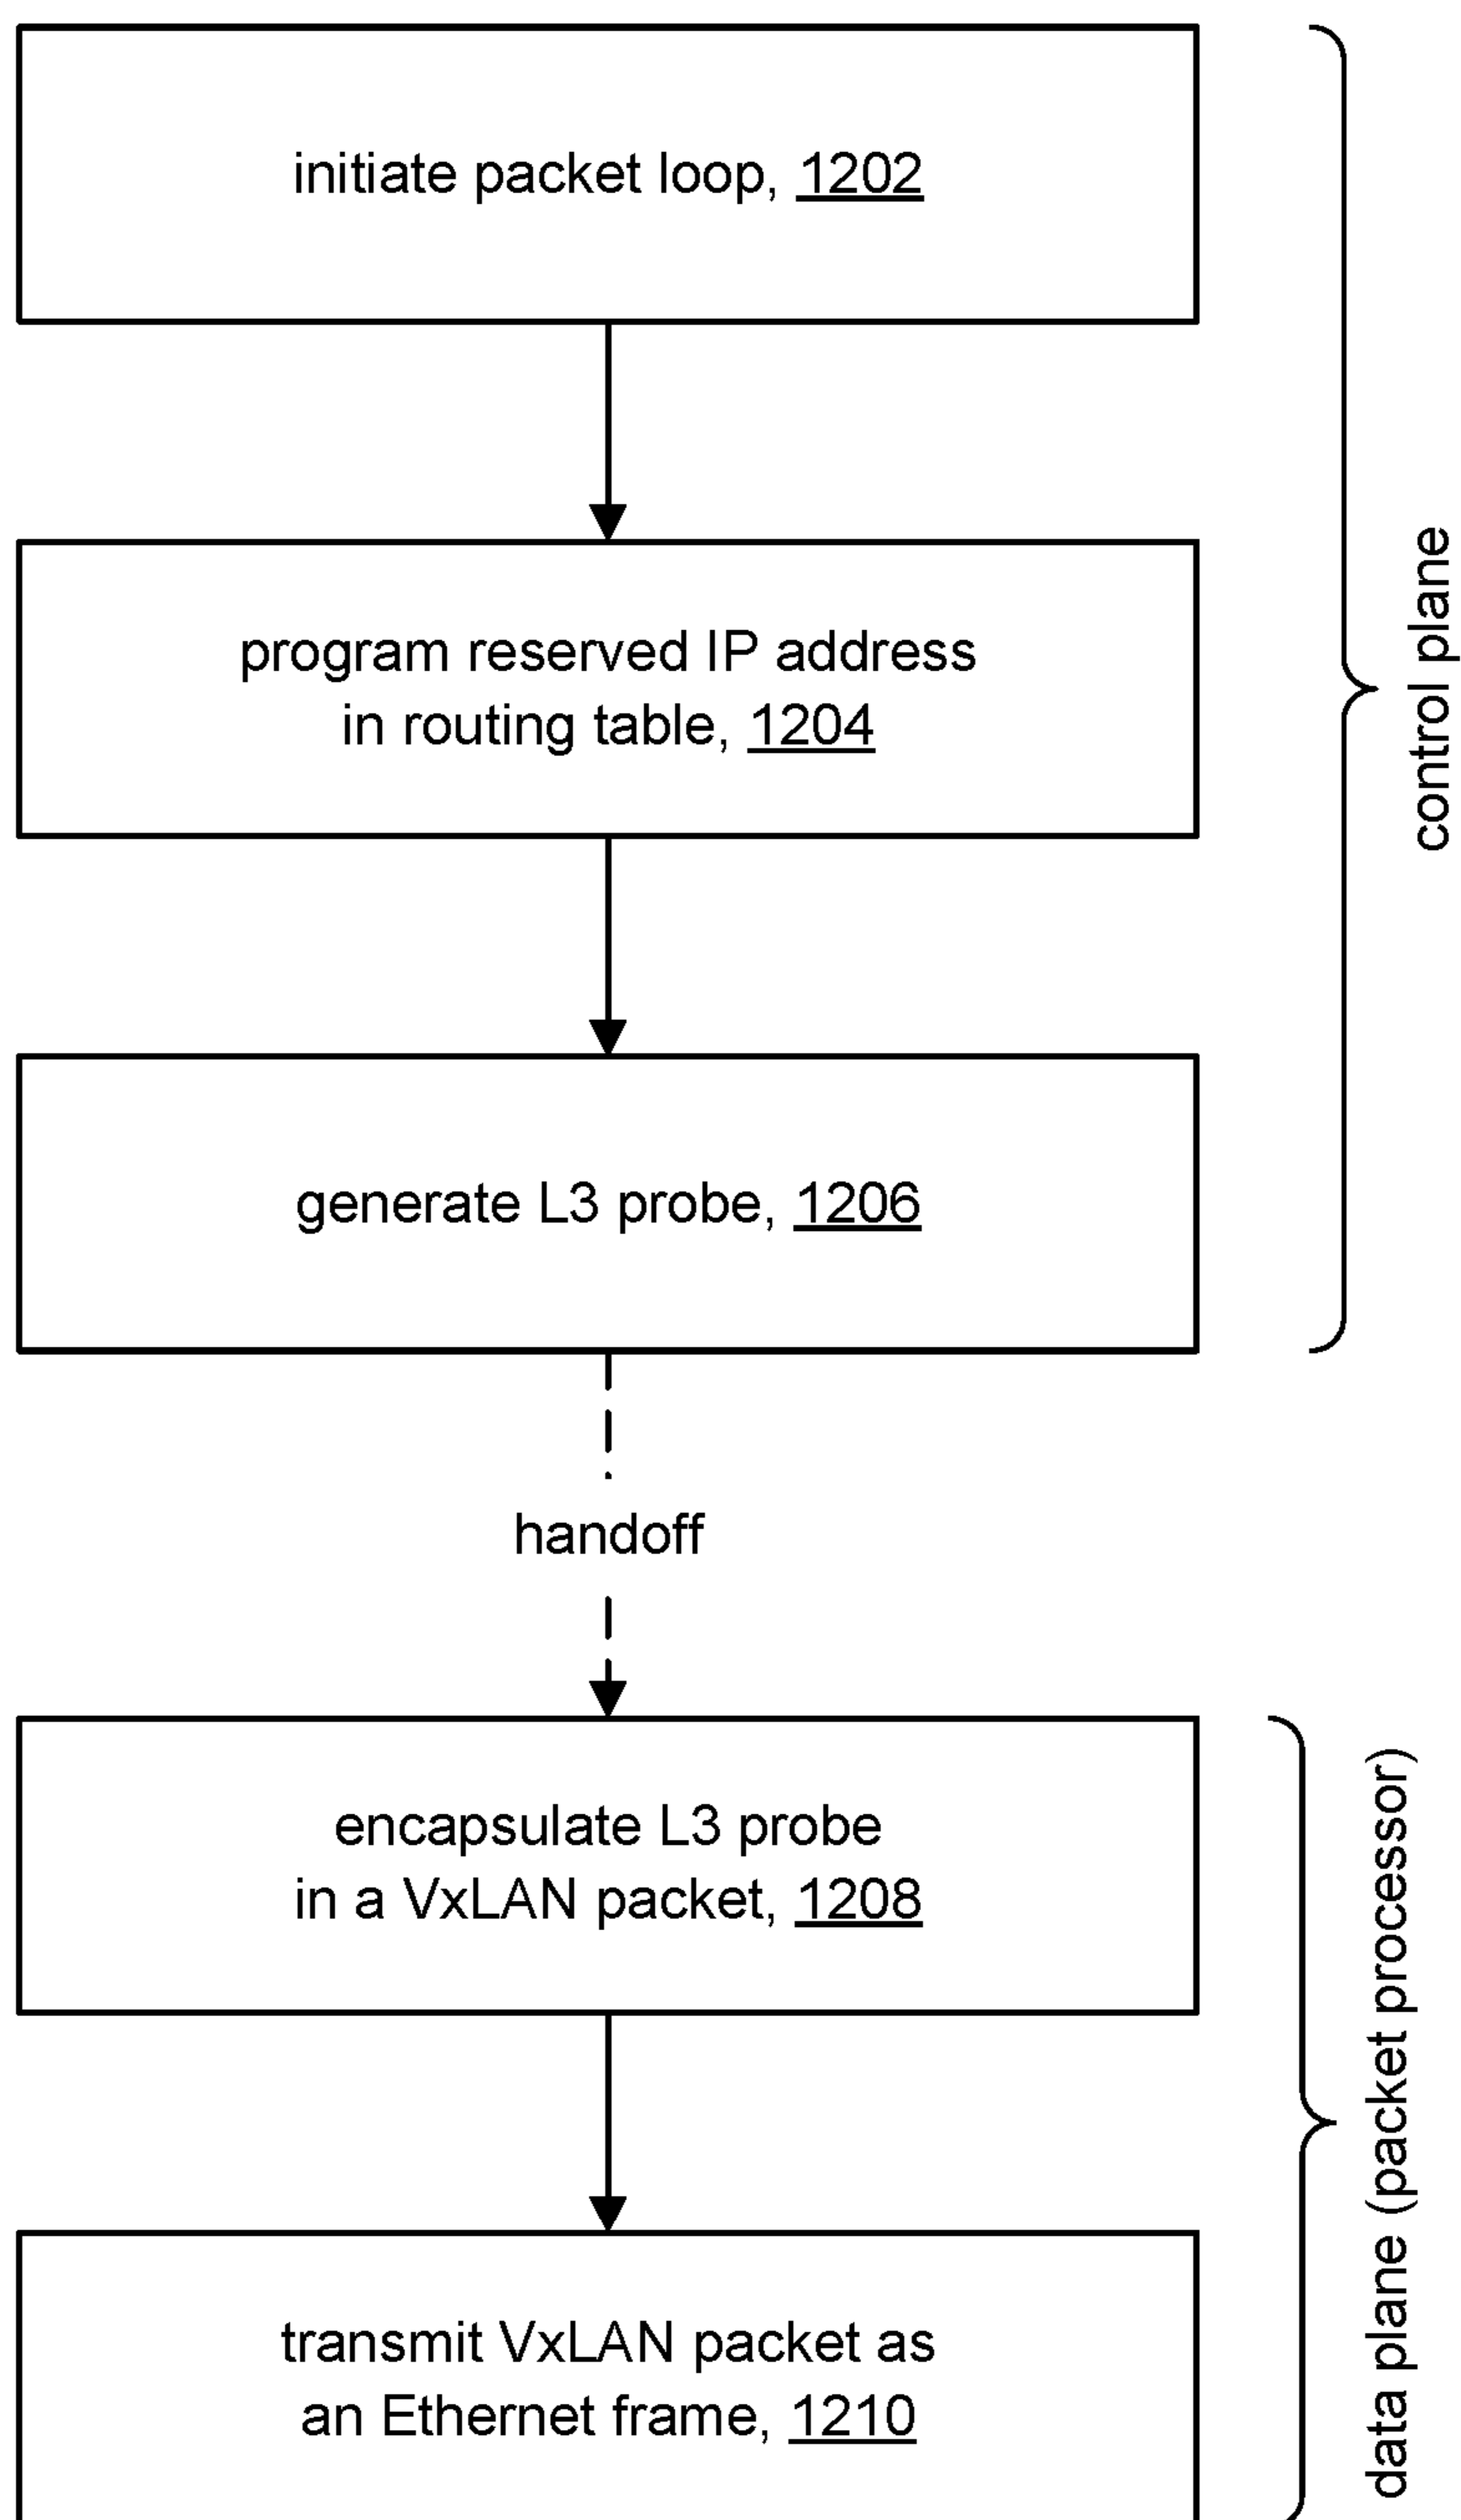 initiate packet loop, 1202
program reserved IP address
in routing table, 1204
generate L3 probe, 1206
control plane
handoff
encapsulate L3 probe
in a VxLAN packet, 1208
transmit VxLAN packet as
an Ethernet frame, 1210
data plane (packet processor)